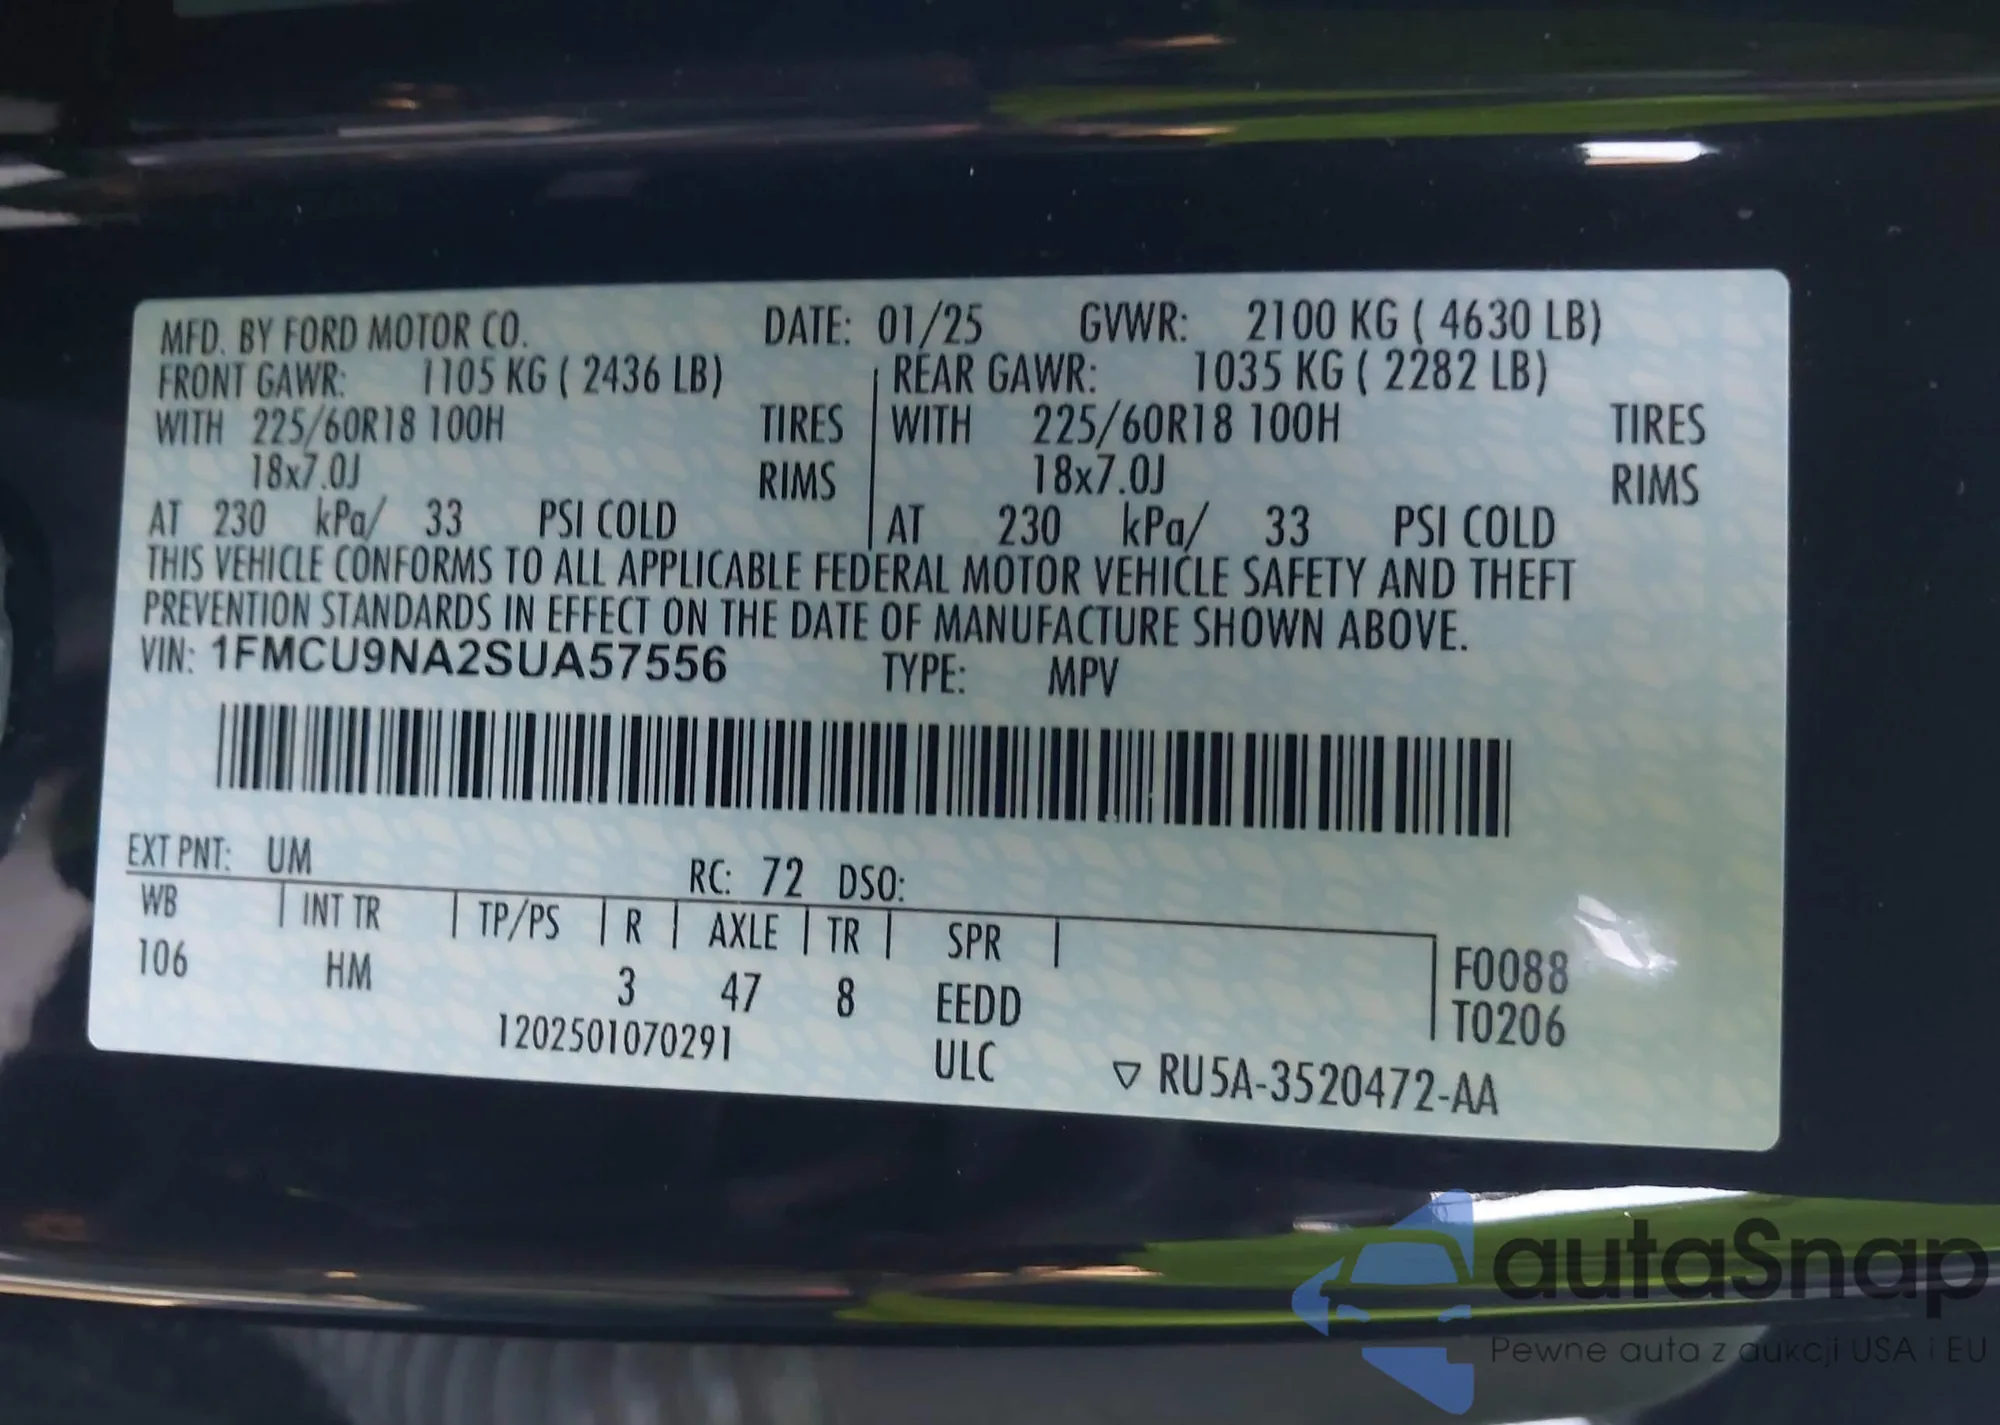 MFD. BY FORD MOTOR CO. DATE: 01/25 GVWR: 2100 KG ( 4630 LB)
FRONT GAWR: 1105 KG ( 2436 LB) REAR GAWR: 1035 KG ( 2282 LB)
WITH 225/60R18 100H TIRES WITH 225/60R18 100H TIRES
18x7.0J RIMS 18x7.0J RIMS
AT 230 kPa/ 33 PSI COLD AT 230 kPa/ 33 PSI COLD
THIS VEHICLE CONFORMS TO ALL APPLICABLE FEDERAL MOTOR VEHICLE SAFETY AND THEFT
PREVENTION STANDARDS IN EFFECT ON THE DATE OF MANUFACTURE SHOWN ABOVE.
VIN: 1FMCU9NA2SUA57556 TYPE: MPV
EXT PNT: UM RC: 72 DSO:
WB INT TR TP/PS R AXLE TR SPR
106 HM 3 47 8 EEDD
F0088
T0206
1202501070291 ULC ▽ RU5A-3520472-AA
autaSnap
Pewne auta z aukcji USA i EU